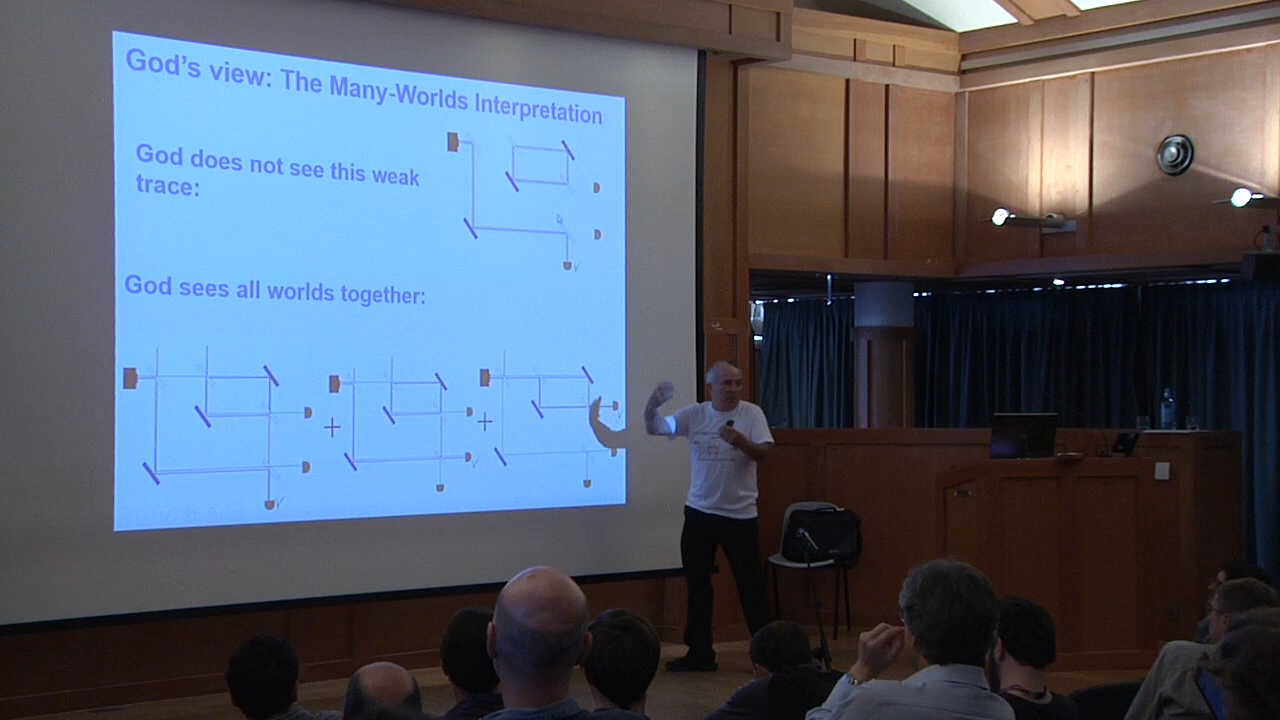 God's view: The Many-Worlds Interpretation
God does not see this weak
trace:
God sees all worlds together:
+
+